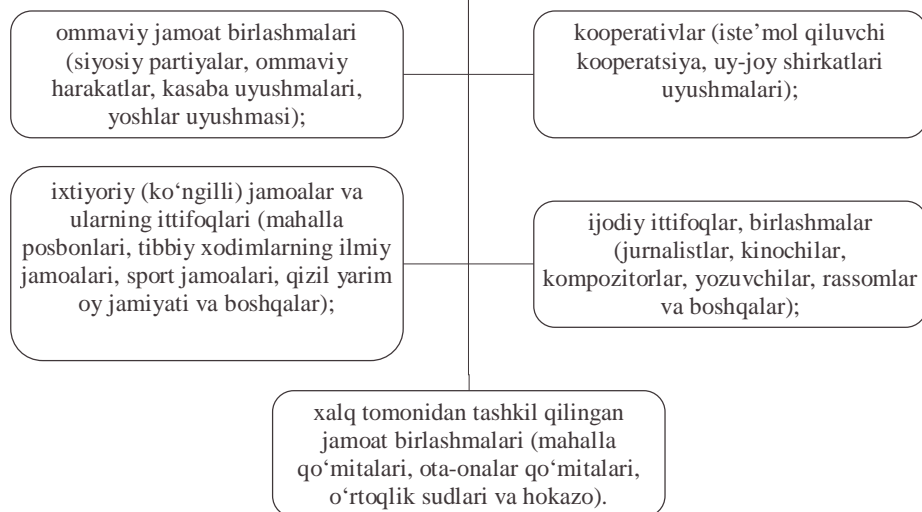 ommaviy jamoat birlashmalari
(siyosiy partiyalar, ommaviy
harakatlar, kasaba uyushmalari,
yoshlar uyushmasi);
kooperativlar (iste’mol qiluvchi
kooperatsiya, uy-joy shirkatlari
uyushmalari);
ixtiyoriy (ko‘ngilli) jamoalar va
ularning ittifoqlari (mahalla
posbonlari, tibbiy xodimlarning ilmiy
jamoalari, sport jamoalari, qizil yarim
oy jamiyati va boshqalar);
ijodiy ittifoqlar, birlashmalar
(jurnalistlar, kinochilar,
kompozitorlar, yozuvchilar, rassomlar
va boshqalar);
xalq tomonidan tashkil qilingan
jamoat birlashmalari (mahalla
qo‘mitalari, ota-onalar qo‘mitalari,
o‘rtoqlik sudlari va hokazo).